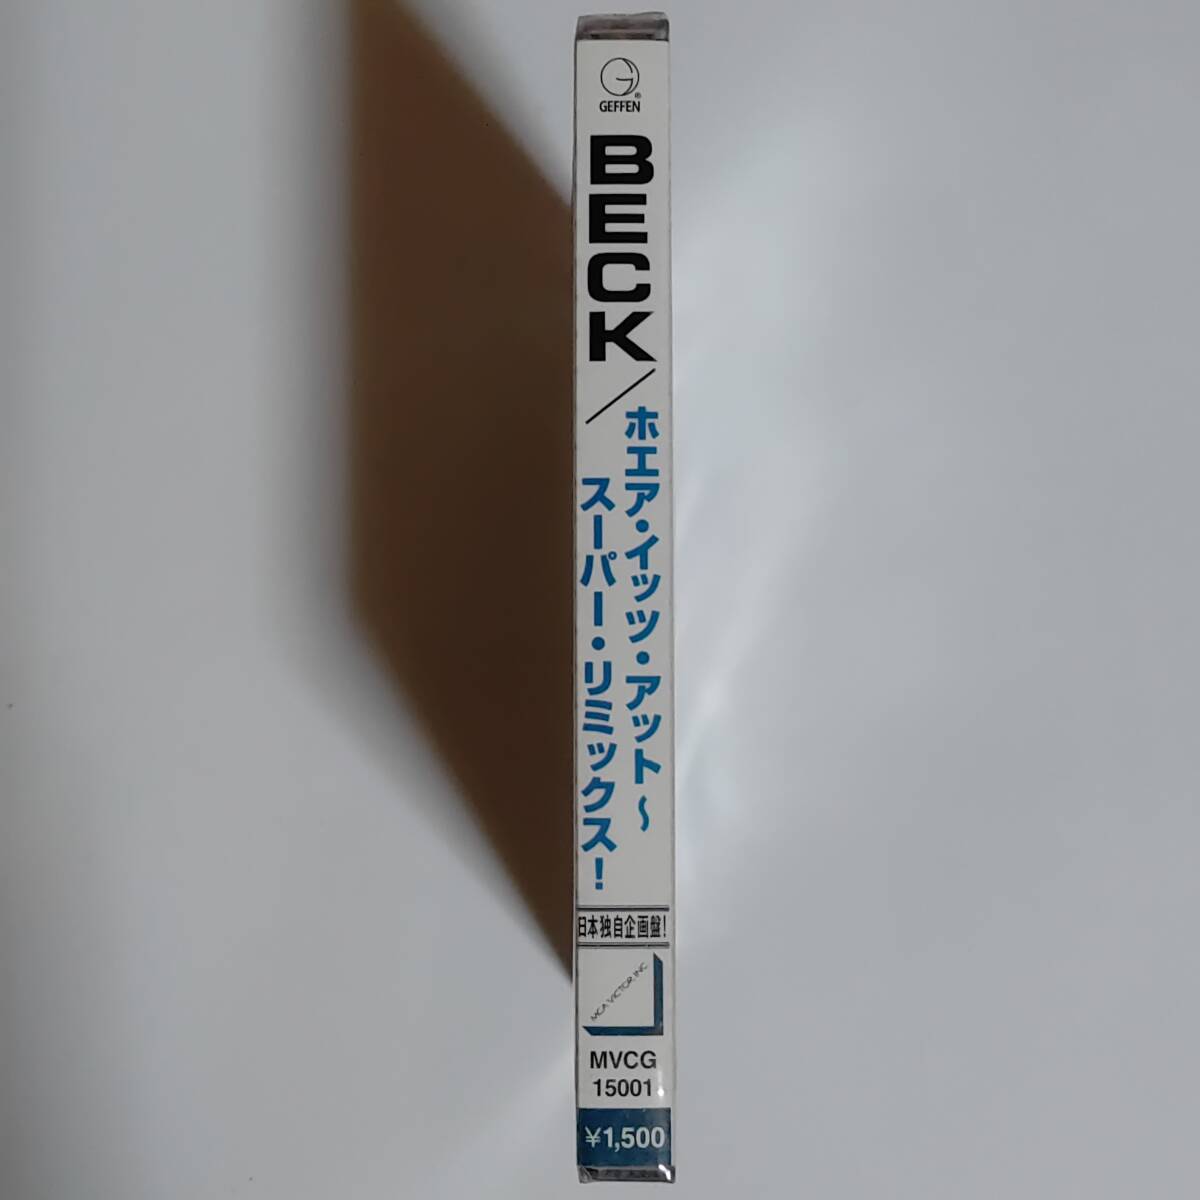 GEFFEN
BECK/
ホエア・イッツ・アット〜
スーパー・リミックス!
日本独自企画盤!
MCA VICTOR, INC.
MVCG
15001
¥1,500